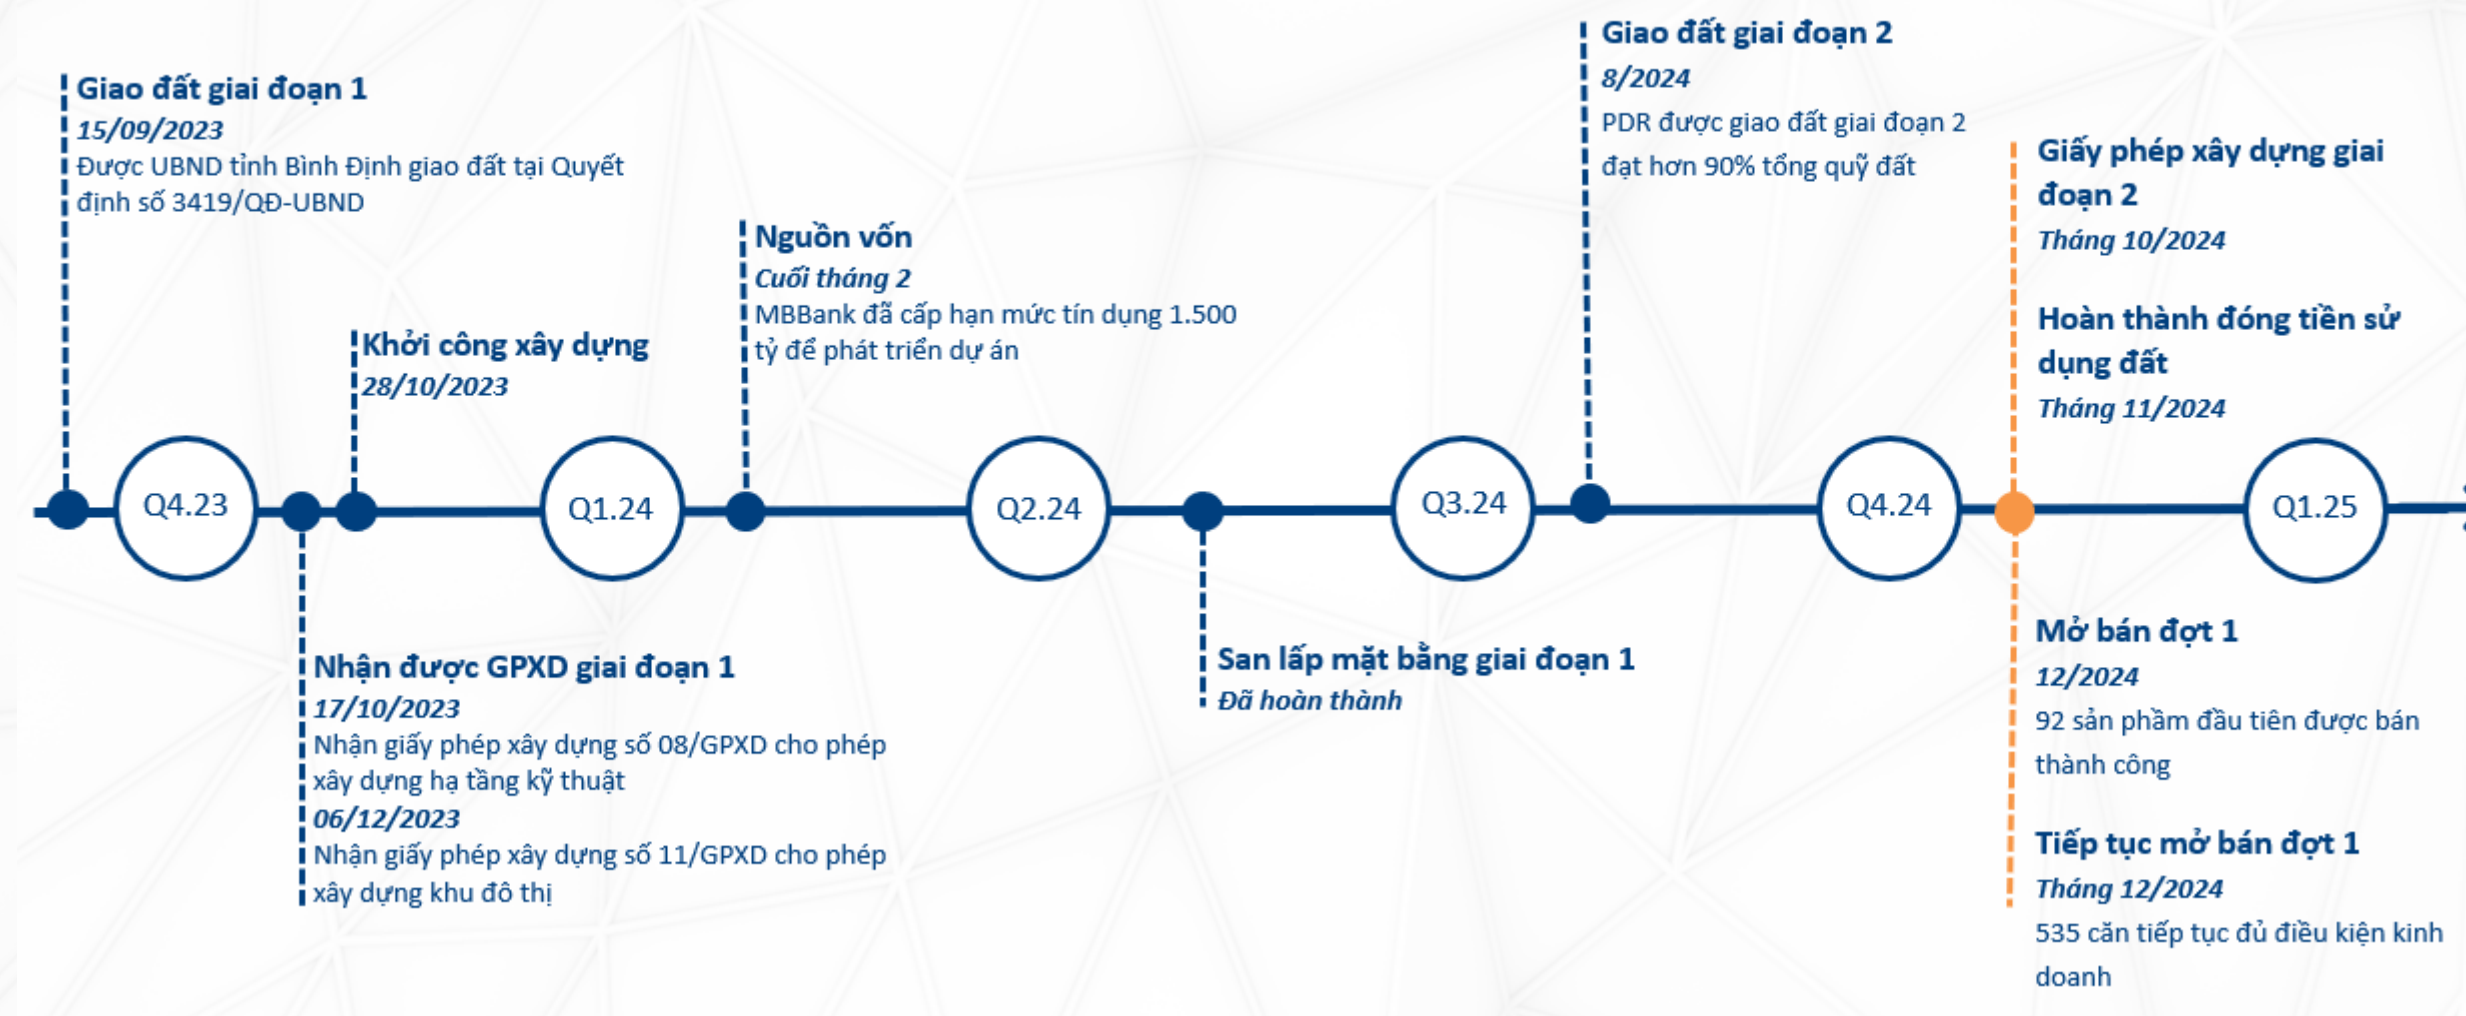 Giao đất giai đoạn 1
15/09/2023
Được UBND tỉnh Bình Định giao đất tại Quyết
định số 3419/QĐ-UBND
Khởi công xây dựng
28/10/2023
Nguồn vốn
Cuối tháng 2
MBBank đã cấp hạn mức tín dụng 1.500
tỷ để phát triển dự án
Giao đất giai đoạn 2
8/2024
PDR được giao đất giai đoạn 2
đạt hơn 90% tổng quỹ đất
Giấy phép xây dựng giai
đoạn 2
Tháng 10/2024
Hoàn thành đóng tiền sử
dụng đất
Tháng 11/2024
Q4.23
Q1.24
Q2.24
Q3.24
Q4.24
Q1.25
Nhận được GPXD giai đoạn 1
17/10/2023
Nhận giấy phép xây dựng số 08/GPXD cho phép
xây dựng hạ tầng kỹ thuật
06/12/2023
Nhận giấy phép xây dựng số 11/GPXD cho phép
xây dựng khu đô thị
San lấp mặt bằng giai đoạn 1
Đã hoàn thành
Mở bán đợt 1
12/2024
92 sản phầm đầu tiên được bán
thành công
Tiếp tục mở bán đợt 1
Tháng 12/2024
535 căn tiếp tục đủ điều kiện kinh
doanh